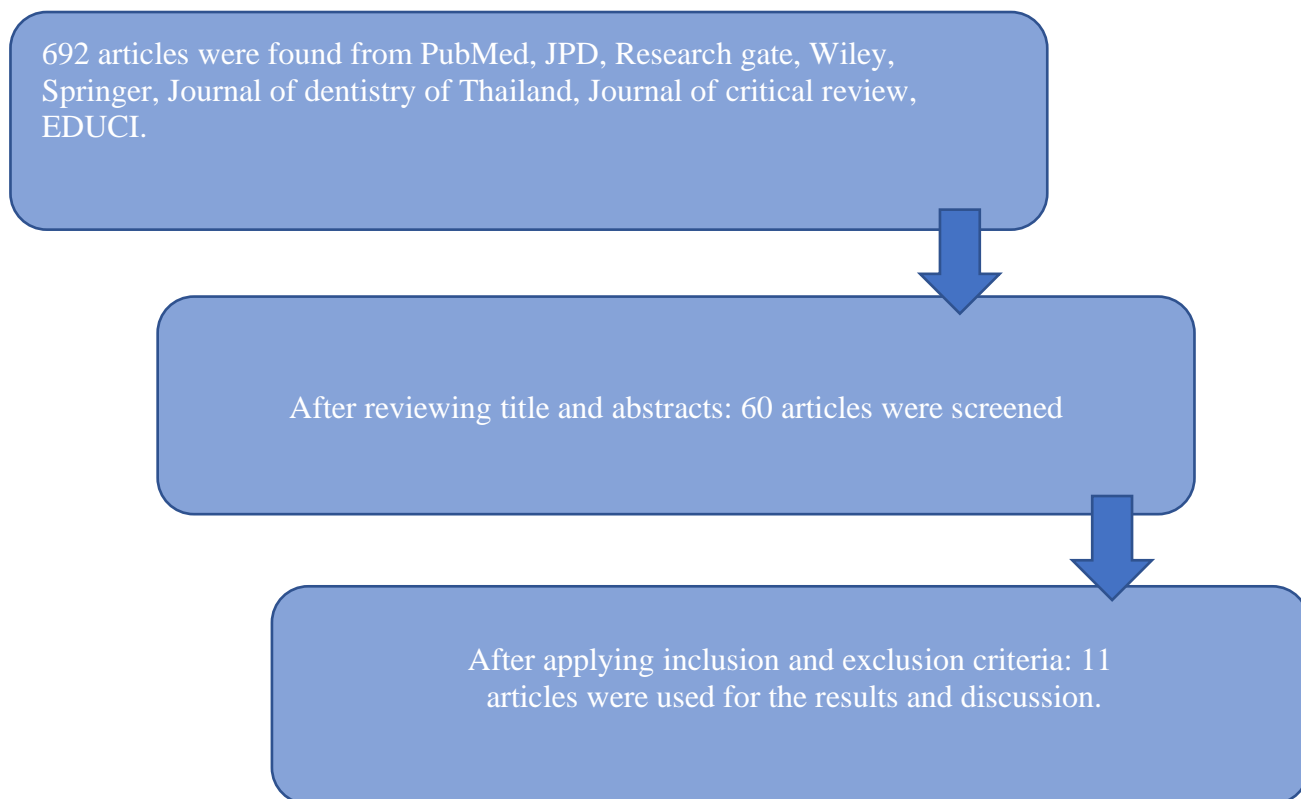 692 articles were found from PubMed, JPD, Research gate, Wiley,
Springer, Journal of dentistry of Thailand, Journal of critical review,
EDUCI.
After reviewing title and abstracts: 60 articles were screened
After applying inclusion and exclusion criteria: 11
articles were used for the results and discussion.